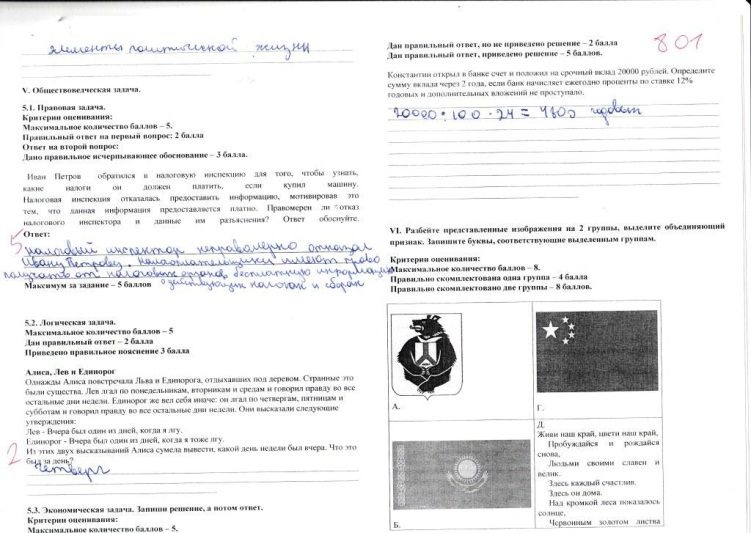 элементы политической жизни
V. Обществоведческая задача.
5.1. Правовая задача.
Критерии оценивания:
Максимальное количество баллов – 5.
Правильный ответ на первый вопрос: 2 балла
Ответ на второй вопрос:
Дано правильное исчерпывающее обоснование – 3 балла.
Иван Петров обратился в налоговую инспекцию для того, чтобы узнать,
какие налоги он должен платить, если купил машину.
Налоговая инспекция отказалась предоставить информацию, мотивировав это
тем, что данная информация предоставляется платно. Правомерен ли отказ
налогового инспектора и данные им разъяснения? Ответ обоснуйте.
Ответ:
5
налоговый инспектор неправомерно отказал
Ивану Петрову. Налогоплательщики имеют право
получать от налоговых органов бесплатную информацию
о действующих налогах и сборах
Максимум за задание – 5 баллов
5.2. Логическая задача.
Максимальное количество баллов – 5
Дан правильный ответ – 2 балла
Приведено правильное пояснение 3 балла
Алиса, Лев и Единорог
Однажды Алиса повстречала Льва и Единорога, отдыхавших под деревом. Странные это
были существа. Лев лгал по понедельникам, вторникам и средам и говорил правду во все
остальные дни недели. Единорог же вел себя иначе: он лгал по четвергам, пятницам и
субботам и говорил правду во все остальные дни недели. Они высказали следующие
утверждения:
Лев - Вчера был один из дней, когда я лгу.
Единорог - Вчера был один из дней, когда я тоже лгу.
Из этих двух высказываний Алиса сумела вывести, какой день недели был вчера. Что это
был за день?
2
Четверг
5.3. Экономическая задача. Запиши решение, а потом ответ.
Критерии оценивания:
Максимальное количество баллов – 5.
Дан правильный ответ, но не приведено решение – 2 балла
Дан правильный ответ, приведено решение – 5 баллов.
801
Константин открыл в банке счет и положил на срочный вклад 20000 рублей. Определите
сумму вклада через 2 года, если банк начисляет ежегодно проценты по ставке 12%
годовых и дополнительных вложений не проступало.
20000 : 100 · 24 = 4800
VI. Разбейте представленные изображения на 2 группы, выделите объединяющий
признак. Запишите буквы, соответствующие выделенным группам.
Критерии оценивания:
Максимальное количество баллов – 8.
Правильно скомплектована одна группа – 4 балла
Правильно скомплектовано две группы – 8 баллов.
А.
Г.
Б.
Д.
Живи наш край, цвети наш край,
Пробуждайся и рождайся
снова,
Людьми своими славен и
велик.
Здесь каждый счастлив.
Здесь он дома.
Над кромкой леса показалось
солнце,
Червонным золотом листва